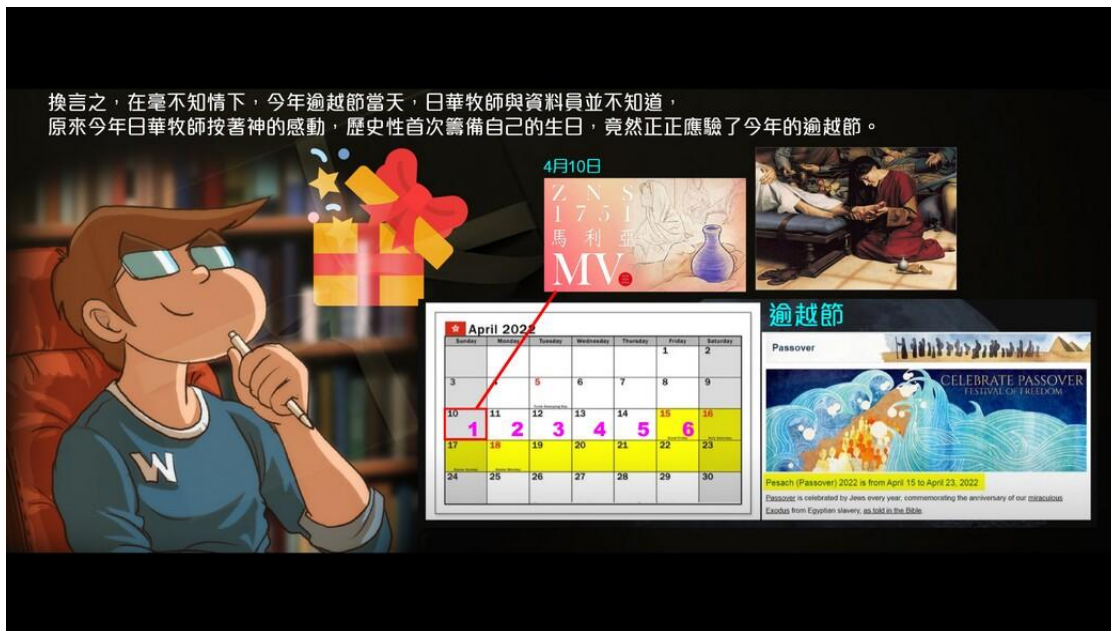 換言之，在毫不知情下，今年逾越節當天，日華牧師與資料員並不知道，
原來今年日華牧師按著神的感動，歷史性首次籌備自己的生日，竟然正正應驗了今年的逾越節。
4月10日
Z N S
1 7 5 1
馬 利 亞
MV
W
April 2022
Sunday Monday Tuesday Wednesday Thursday Friday Saturday
1 2
3 5 6 7 8 9
10 11 12 13 14 15 16
1 2 3 4 5 6
17 18 19 20 21 22 23
24 25 26 27 28 29 30
逾越節
Passover
CELEBRATE PASSOVER
FESTIVAL OF FREEDOM
Pesach (Passover) 2022 is from April 15 to April 23, 2022
Passover is celebrated by Jews every year, commemorating the anniversary of our miraculous
Exodus from Egyptian slavery, as told in the Bible.